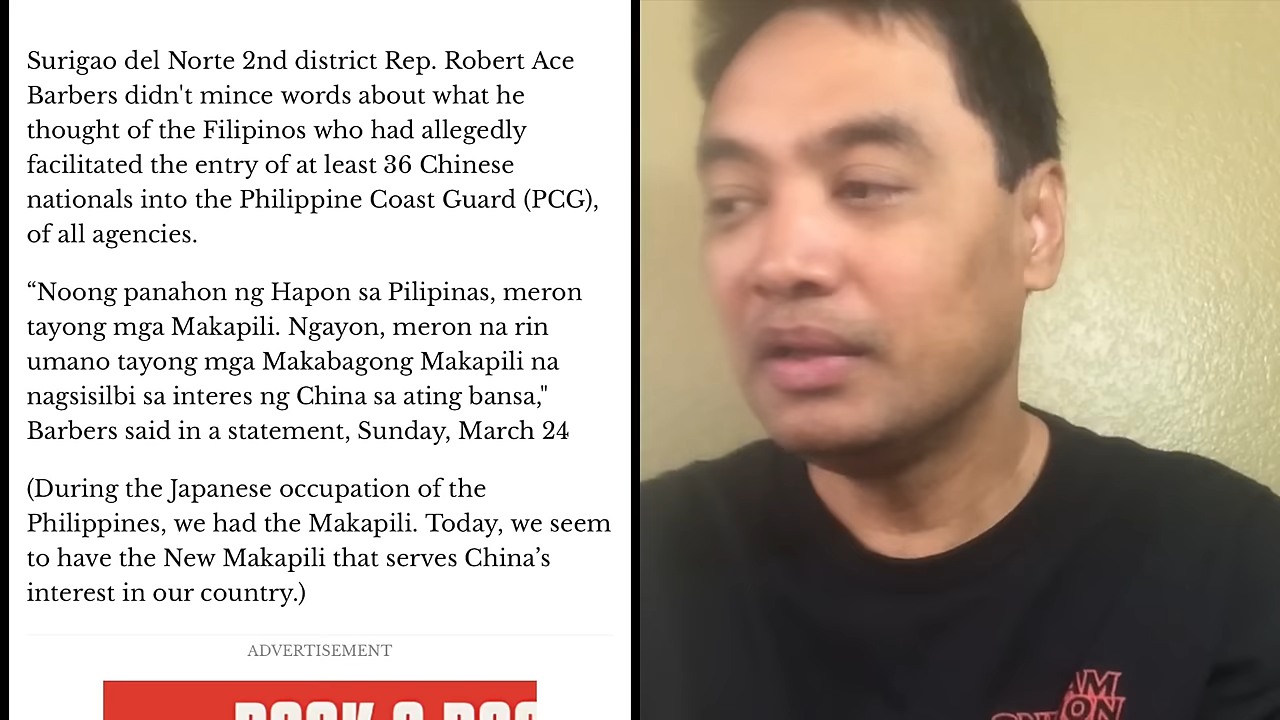 Surigao del Norte 2nd district Rep. Robert Ace
Barbers didn't mince words about what he
thought of the Filipinos who had allegedly
facilitated the entry of at least 36 Chinese
nationals into the Philippine Coast Guard (PCG),
of all agencies.
“Noong panahon ng Hapon sa Pilipinas, meron
tayong mga Makapili. Ngayon, meron na rin
umano tayong mga Makabagong Makapili na
nagsisilbi sa interes ng China sa ating bansa,"
Barbers said in a statement, Sunday, March 24
(During the Japanese occupation of the
Philippines, we had the Makapili. Today, we seem
to have the New Makapili that serves China’s
interest in our country.)
ADVERTISEMENT